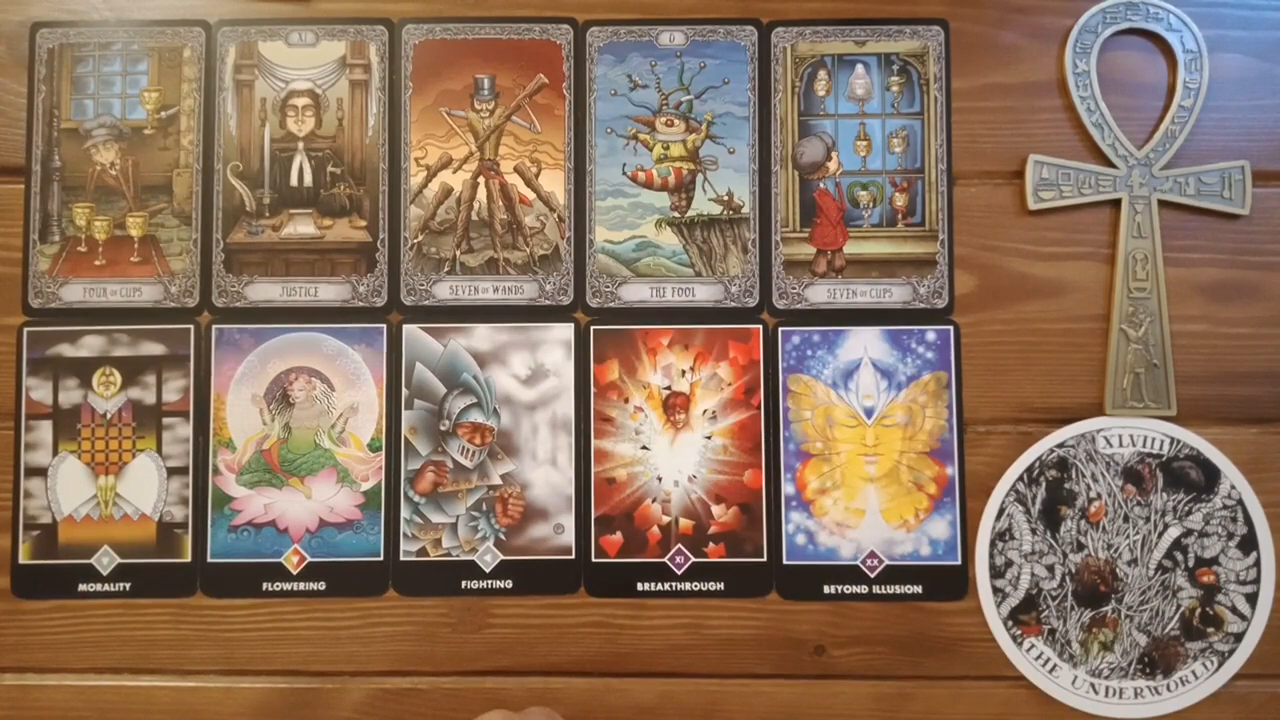 XI
0
FOUR OF CUPS
JUSTICE
SEVEN OF WANDS
THE FOOL
SEVEN OF CUPS
MORALITY
FLOWERING
FIGHTING
XI
BREAKTHROUGH
XX
BEYOND ILLUSION
XLVIII
THE UNDERWORLD